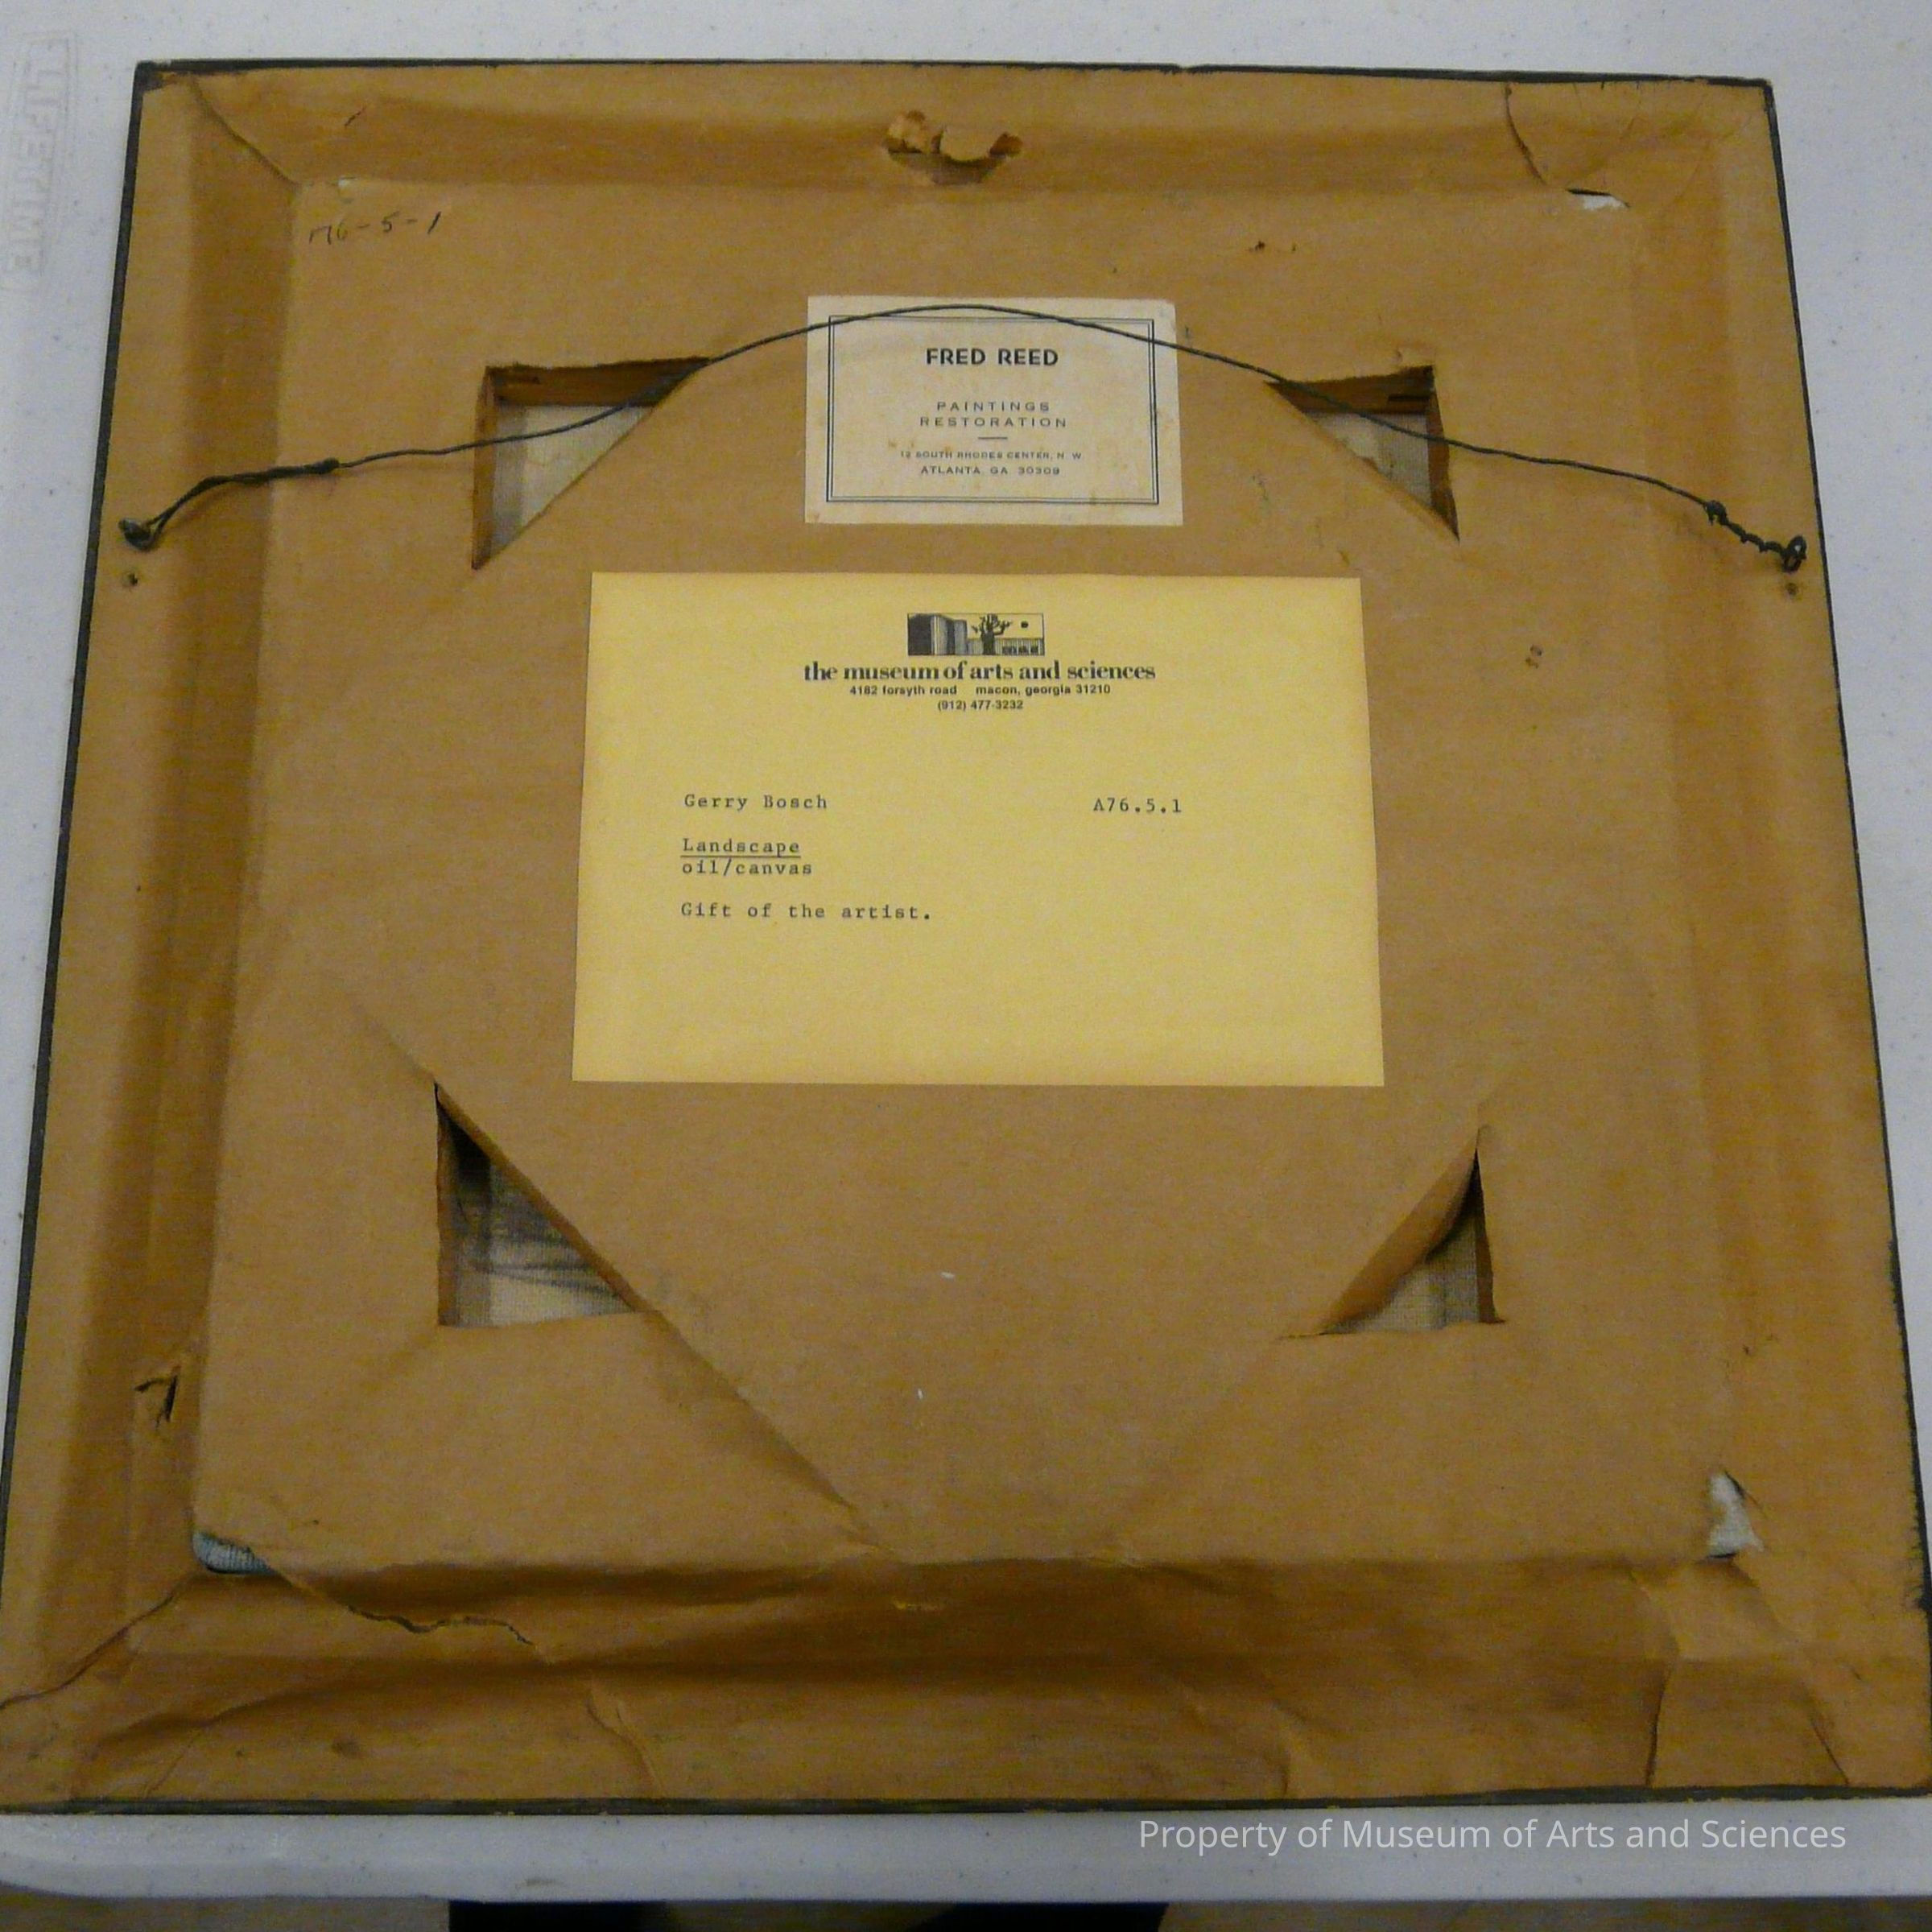 LIFETIME
76-5-1
FRED REED
PAINTINGS
RESTORATION
12 SOUTH RHODES CENTER, N. W
ATLANTA, GA 30309
the museum of arts and sciences
4182 forsyth road macon, georgia 31210
(912) 477-3232
Gerry Bosch A76.5.1
Landscape
oil/canvas
Gift of the artist.
Property of Museum of Arts and Sciences